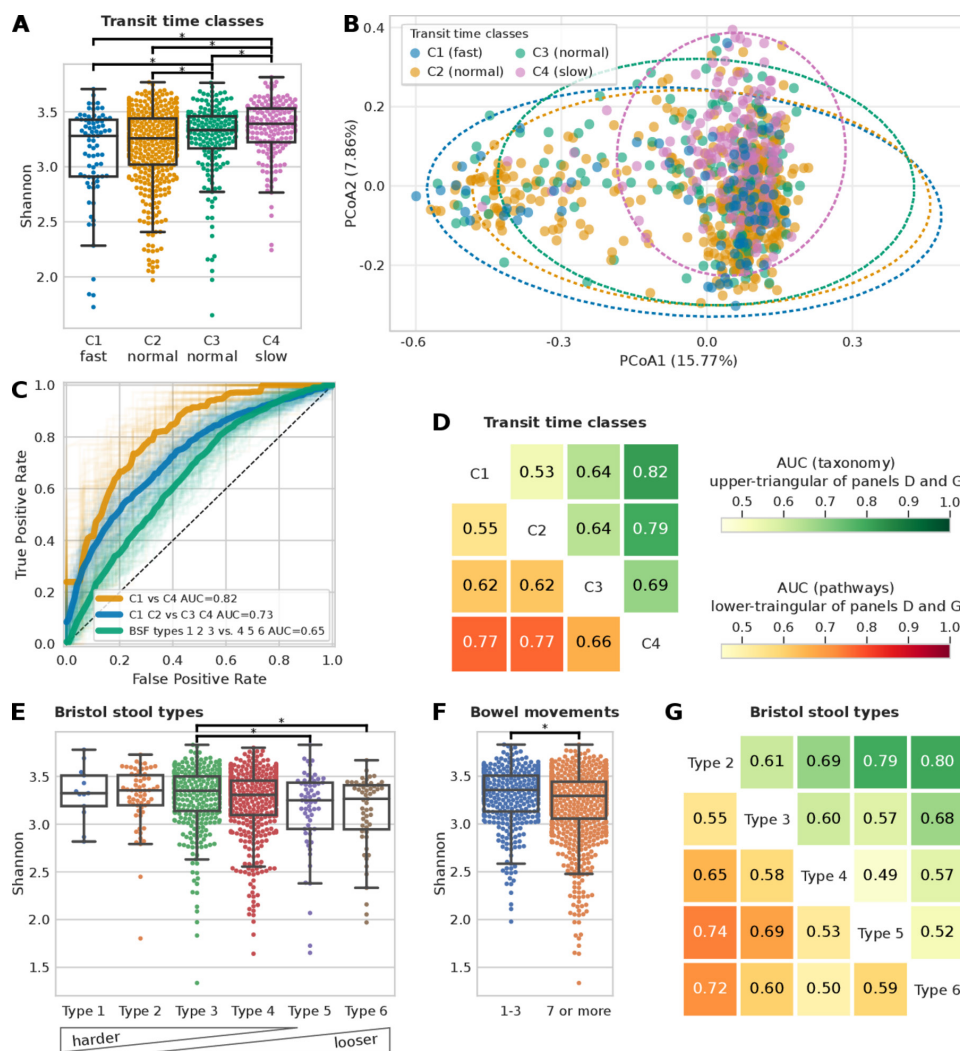 A Transit time classes
*
*
*
*
*
Shannon
3.5
3.0
2.5
2.0
C1 C2 C3 C4
fast normal normal slow
B
Transit time classes
C1 (fast) C3 (normal)
C2 (normal) C4 (slow)
PCoA2 (7.86%)
0.4
0.2
0.0
-0.2
-0.6 -0.3 0.0 0.3
PCoA1 (15.77%)
C
True Positive Rate
1.0
0.8
0.6
0.4
0.2
0.0
C1 vs C4 AUC=0.82
C1 C2 vs C3 C4 AUC=0.73
BSF types 1 2 3 vs. 4 5 6 AUC=0.65
0.0 0.2 0.4 0.6 0.8 1.0
False Positive Rate
D Transit time classes
C1 0.53 0.64 0.82
0.55 C2 0.64 0.79
0.62 0.62 C3 0.69
0.77 0.77 0.66 C4
AUC (taxonomy)
upper-triangular of panels D and G
0.5 0.6 0.7 0.8 0.9 1.0
AUC (pathways)
lower-traingular of panels D and G
0.5 0.6 0.7 0.8 0.9 1.0
E Bristol stool types
*
*
Shannon
3.5
3.0
2.5
2.0
1.5
Type 1 Type 2 Type 3 Type 4 Type 5 Type 6
harder looser
F Bowel movements
*
Shannon
3.5
3.0
2.5
2.0
1.5
1-3 7 or more
G Bristol stool types
Type 2 0.61 0.69 0.79 0.80
0.55 Type 3 0.60 0.57 0.68
0.65 0.58 Type 4 0.49 0.57
0.74 0.69 0.53 Type 5 0.52
0.72 0.60 0.50 0.59 Type 6